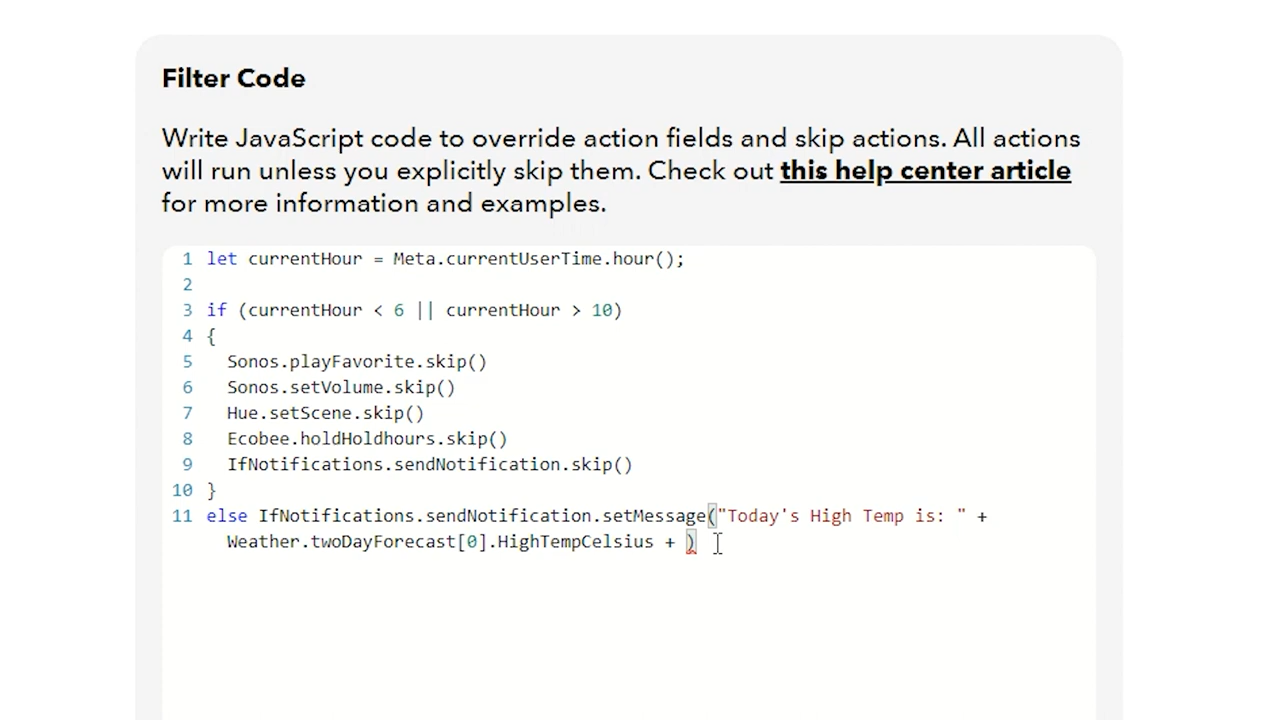 Filter Code
Write JavaScript code to override action fields and skip actions. All actions
will run unless you explicitly skip them. Check out this help center article
for more information and examples.
1 let currentHour = Meta.currentUserTime.hour();
2
3 if (currentHour < 6 || currentHour > 10)
4 {
5 Sonos.playFavorite.skip()
6 Sonos.setVolume.skip()
7 Hue.setScene.skip()
8 Ecobee.holdHoldhours.skip()
9 IfNotifications.sendNotification.skip()
10 }
11 else IfNotifications.sendNotification.setMessage("Today's High Temp is: " +
Weather.twoDayForecast[0].HighTempCelsius + )